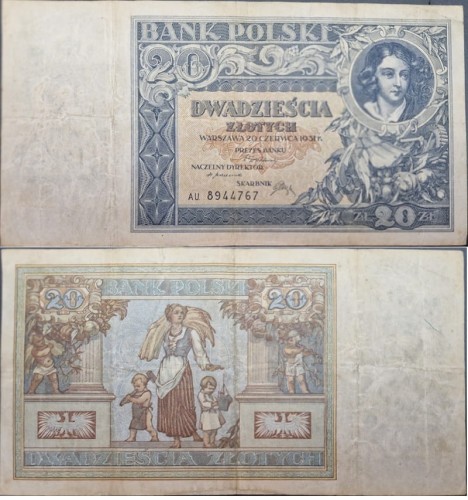 BANK POLSKI
20
DWADZIEŚCIA
ZŁOTYCH
WARSZAWA 20 CZERWCA 1931 R.
PREZES BANKU
NACZELNY DYREKTOR
SKARBNIK
AU 8944767
ZŁ 20 ZŁ
BANK POLSKI
20 20
DWADZIEŚCIA ZŁOTYCH